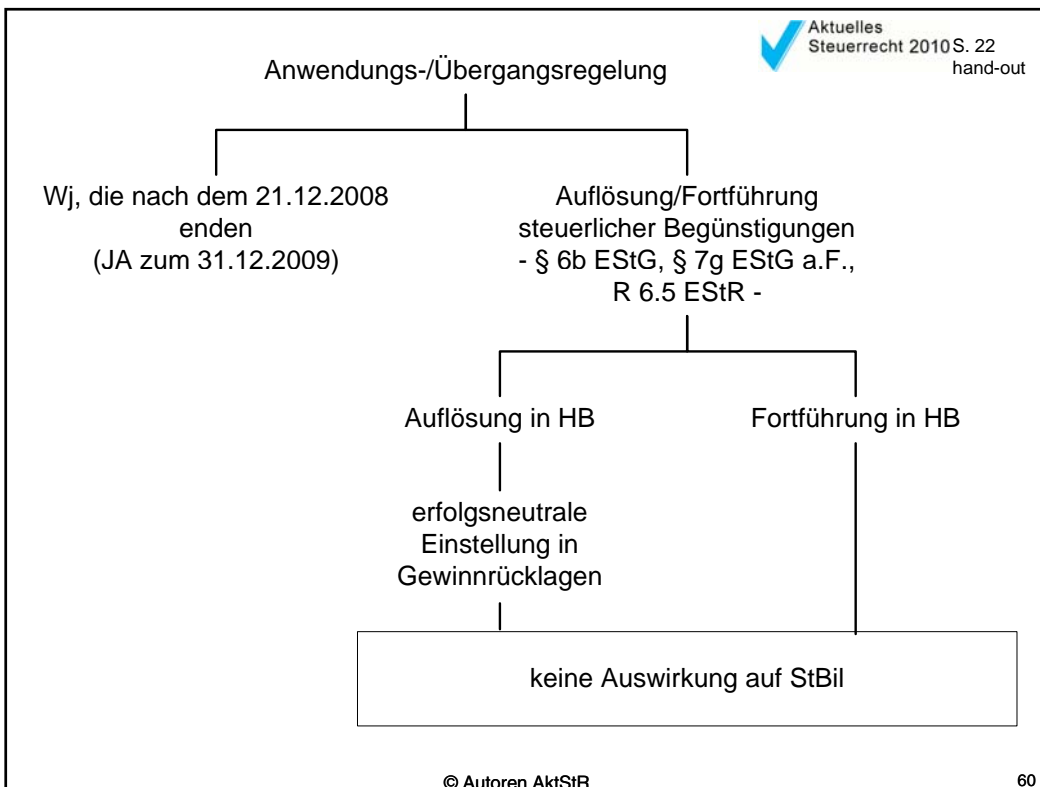 Aktuelles
Steuerrecht 2010 S. 22
hand-out
Anwendungs-/Übergangsregelung
Wj, die nach dem 21.12.2008
enden
(JA zum 31.12.2009)
Auflösung/Fortführung
steuerlicher Begünstigungen
- § 6b EStG, § 7g EStG a.F.,
R 6.5 EStR -
Auflösung in HB
Fortführung in HB
erfolgsneutrale
Einstellung in
Gewinnrücklagen
keine Auswirkung auf StBil
© Autoren AktStR
60